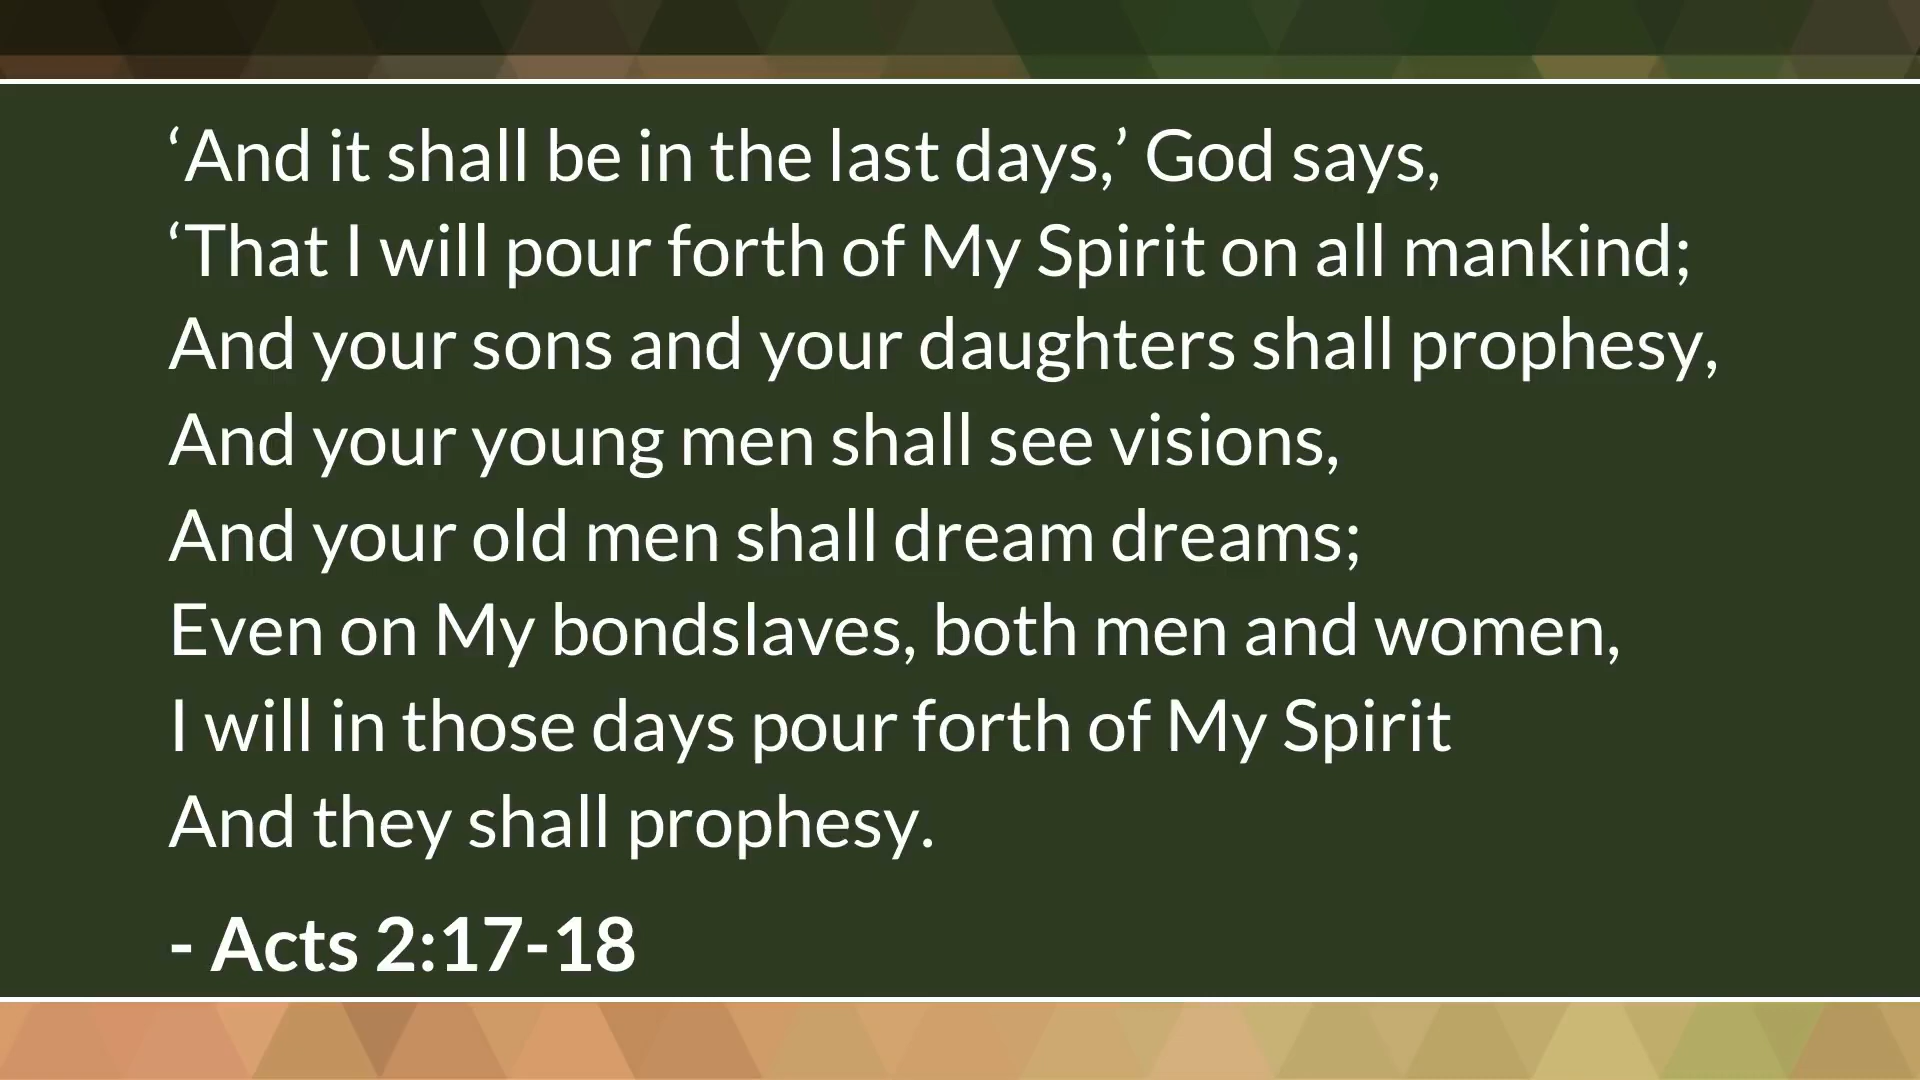 ‘And it shall be in the last days,’ God says,
‘That I will pour forth of My Spirit on all mankind;
And your sons and your daughters shall prophesy,
And your young men shall see visions,
And your old men shall dream dreams;
Even on My bondslaves, both men and women,
I will in those days pour forth of My Spirit
And they shall prophesy.
- Acts 2:17-18